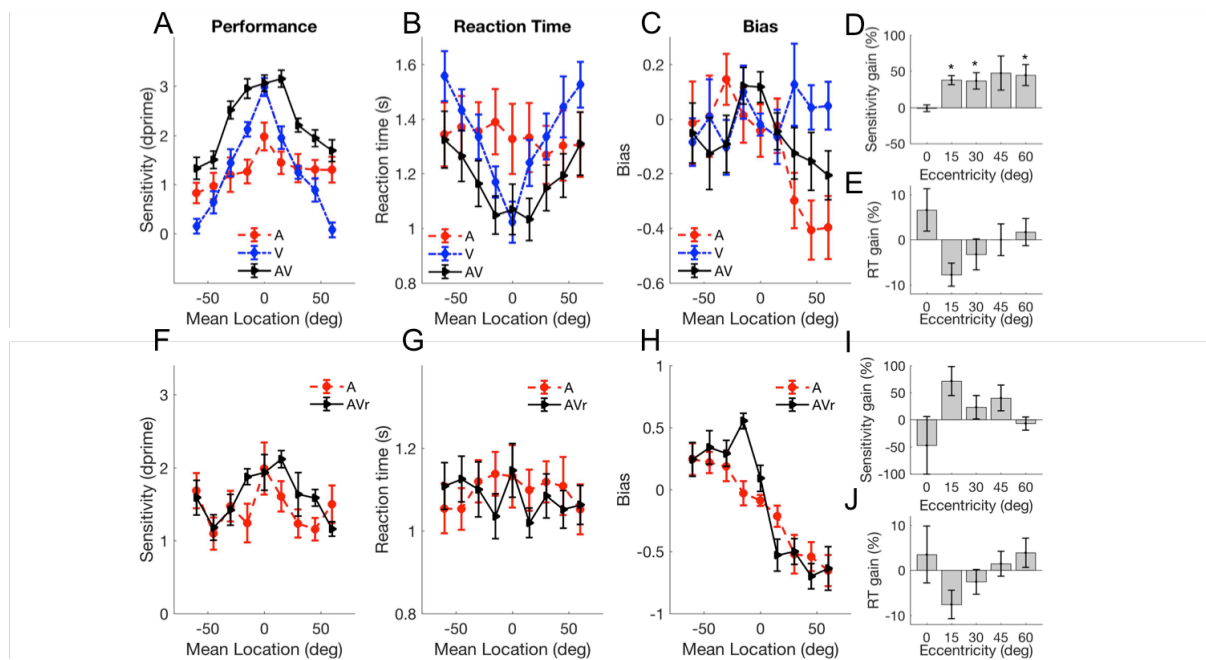 A
Performance
Sensitivity (dprime)
3
2
1
0
A
V
AV
-50
0
50
Mean Location (deg)
B
Reaction Time
Reaction time (s)
1.6
1.4
1.2
1
0.8
A
V
AV
-50
0
50
Mean Location (deg)
C
Bias
Bias
0.2
0
-0.2
-0.4
-0.6
A
V
AV
-50
0
50
Mean Location (deg)
D
Sensitivity gain (%)
100
50
0
-50
* * *
0 15 30 45 60
Eccentricity (deg)
E
RT gain (%)
10
0
-10
0 15 30 45 60
Eccentricity (deg)
F
Sensitivity (dprime)
3
2
1
0
A
AVr
-50
0
50
Mean Location (deg)
G
Reaction time (s)
1.2
1
0.8
A
AVr
-50
0
50
Mean Location (deg)
H
Bias
1
0.5
0
-0.5
-1
A
AVr
-50
0
50
Mean Location (deg)
I
Sensitivity gain (%)
100
50
0
-50
-100
0 15 30 45 60
Eccentricity (deg)
J
RT gain (%)
10
0
-10
0 15 30 45 60
Eccentricity (deg)